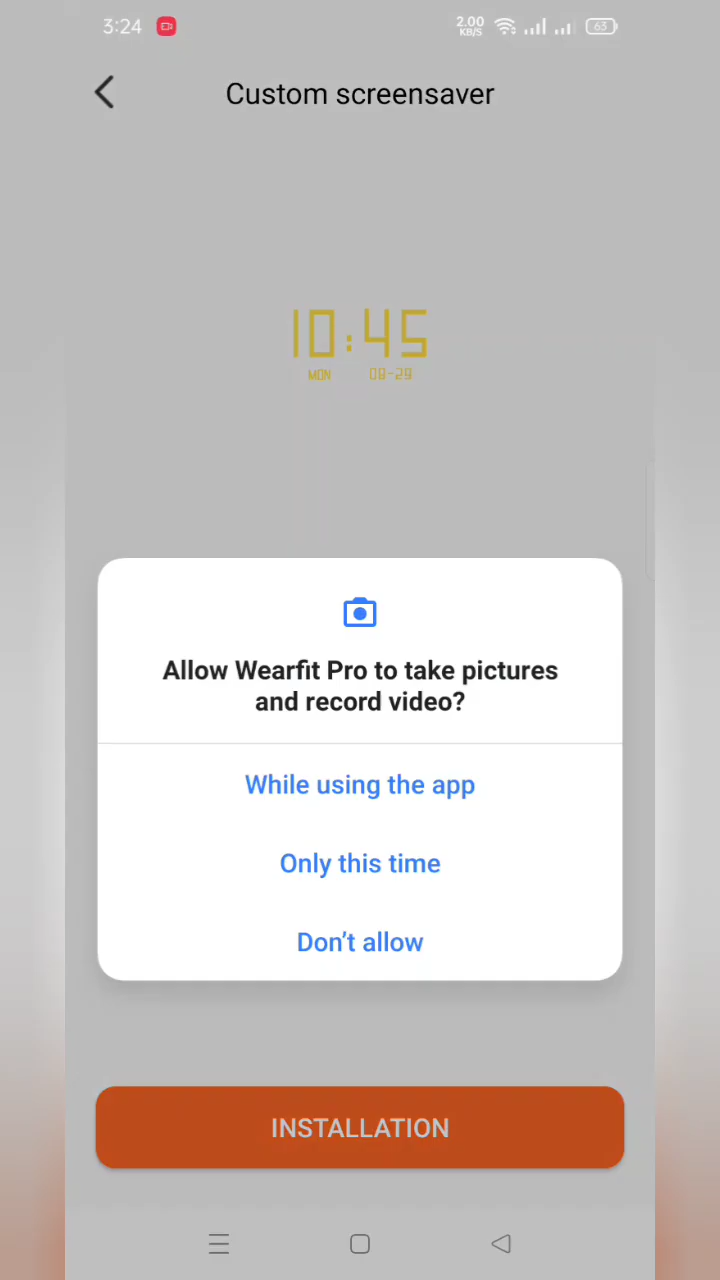 3:24
2.00
KB/S
63
Custom screensaver
10:45
MON 08-29
Allow Wearfit Pro to take pictures
and record video?
While using the app
Only this time
Don’t allow
INSTALLATION